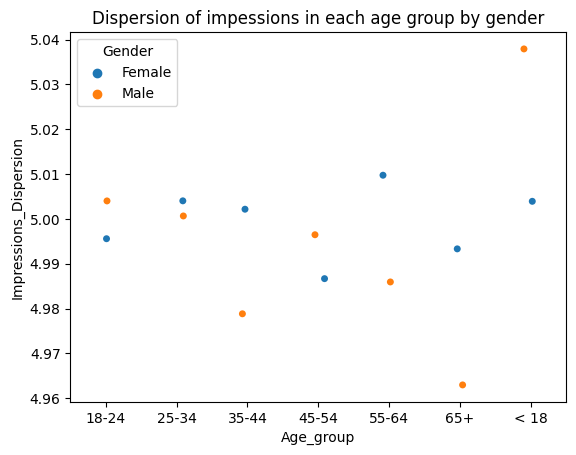 Dispersion of impessions in each age group by gender
Gender
Female
Male
5.04
5.03
5.02
5.01
5.00
4.99
4.98
4.97
4.96
Impressions_Dispersion
18-24 25-34 35-44 45-54 55-64 65+ < 18
Age_group